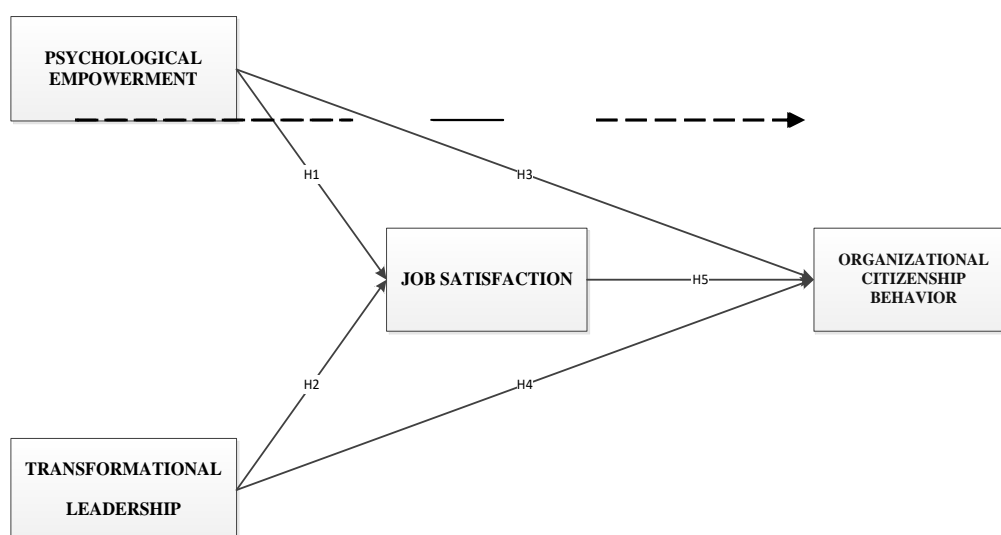 PSYCHOLOGICAL
EMPOWERMENT
H1
H3
JOB SATISFACTION
H5
ORGANIZATIONAL
CITIZENSHIP
BEHAVIOR
H2
H4
TRANSFORMATIONAL
LEADERSHIP